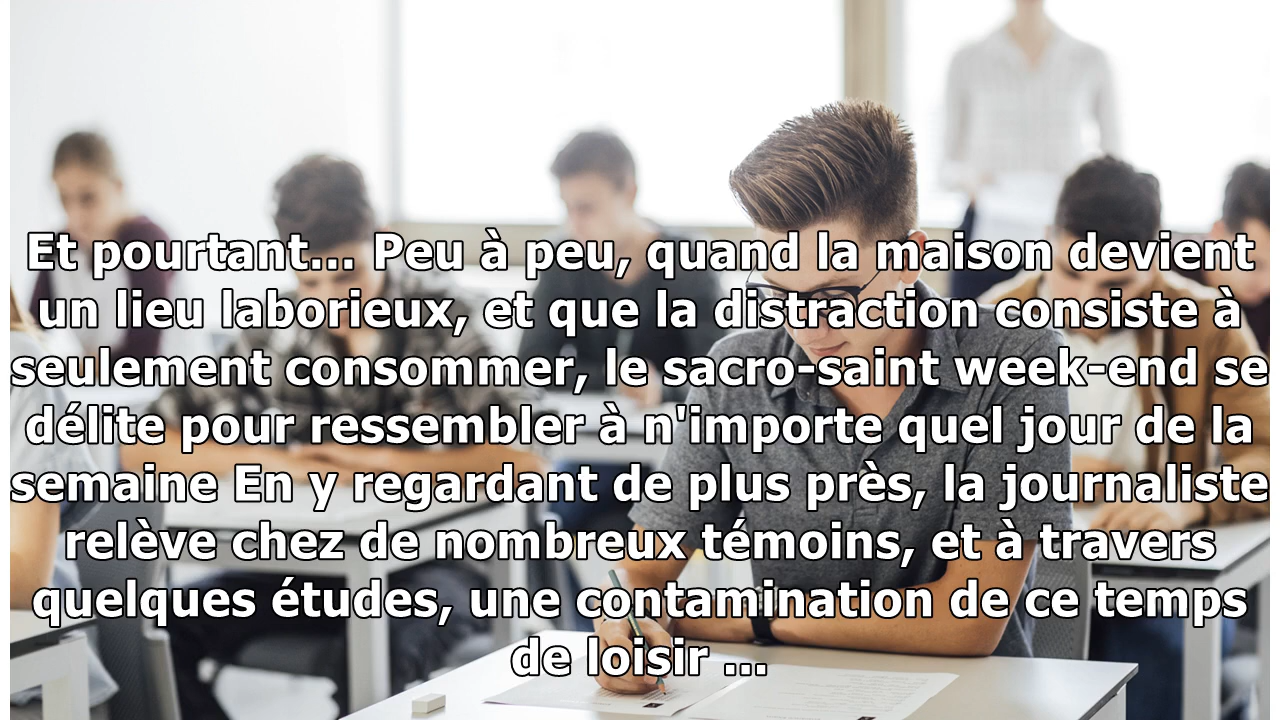 Et pourtant... Peu à peu, quand la maison devient
un lieu laborieux, et que la distraction consiste à
seulement consommer, le sacro-saint week-end se
délite pour ressembler à n'importe quel jour de la
semaine En y regardant de plus près, la journaliste
relève chez de nombreux témoins, et à travers
quelques études, une contamination de ce temps
de loisir ...